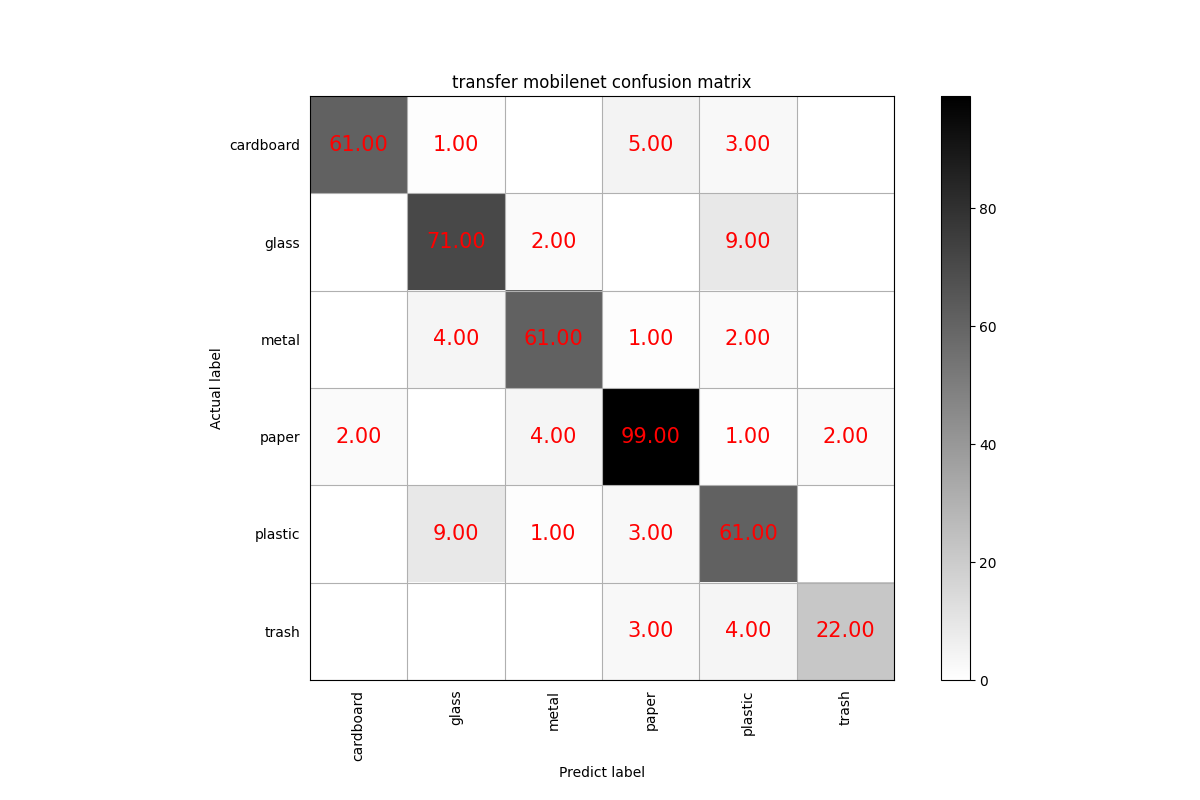 transfer mobilenet confusion matrix
cardboard 61.00 1.00 5.00 3.00
glass 71.00 2.00 9.00
metal 4.00 61.00 1.00 2.00
paper 2.00 4.00 99.00 1.00 2.00
plastic 9.00 1.00 3.00 61.00
trash 3.00 4.00 22.00
Actual label
cardboard glass metal paper plastic trash
Predict label
80
60
40
20
0